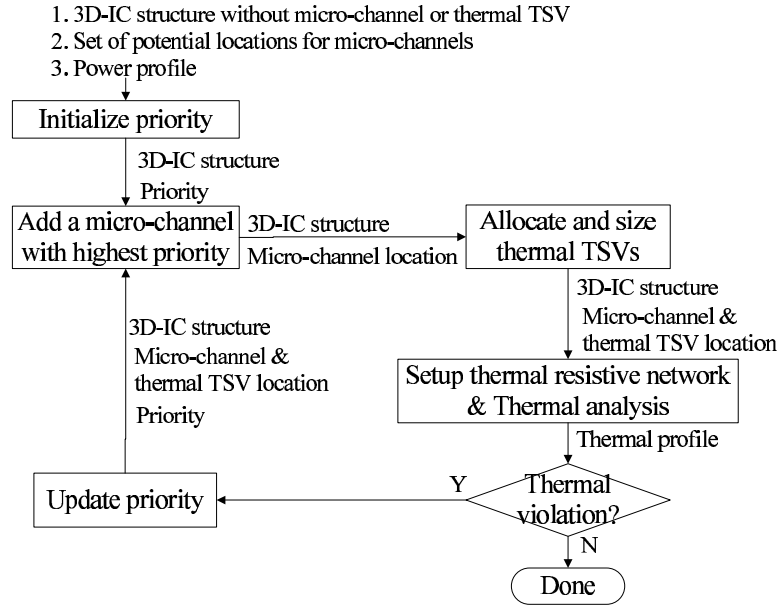 1. 3D-IC structure without micro-channel or thermal TSV
2. Set of potential locations for micro-channels
3. Power profile
Initialize priority
3D-IC structure
Priority
Add a micro-channel
with highest priority
3D-IC structure
Micro-channel location
Allocate and size
thermal TSVs
3D-IC structure
Micro-channel &
thermal TSV location
Setup thermal resistive network
& Thermal analysis
Thermal profile
Thermal
violation?
Y
N
Done
Update priority
3D-IC structure
Micro-channel &
thermal TSV location
Priority